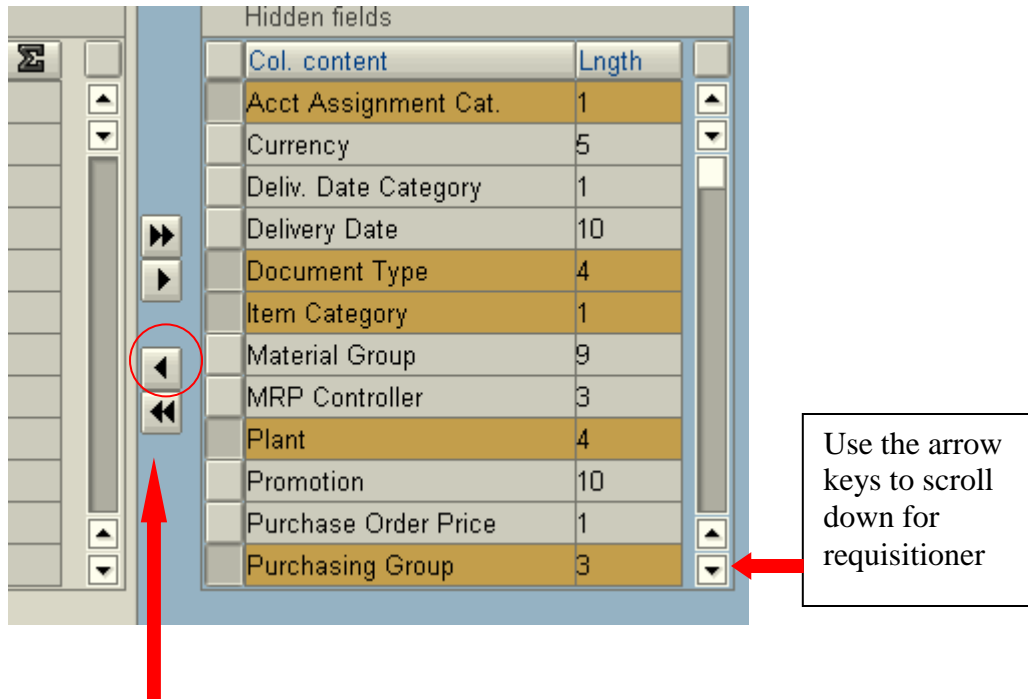 Hidden fields
Σ
Col. content Lngth
Acct Assignment Cat. 1
Currency 5
Deliv. Date Category 1
Delivery Date 10
Document Type 4
Item Category 1
Material Group 9
MRP Controller 3
Plant 4
Promotion 10
Purchase Order Price 1
Purchasing Group 3
Use the arrow
keys to scroll
down for
requisitioner